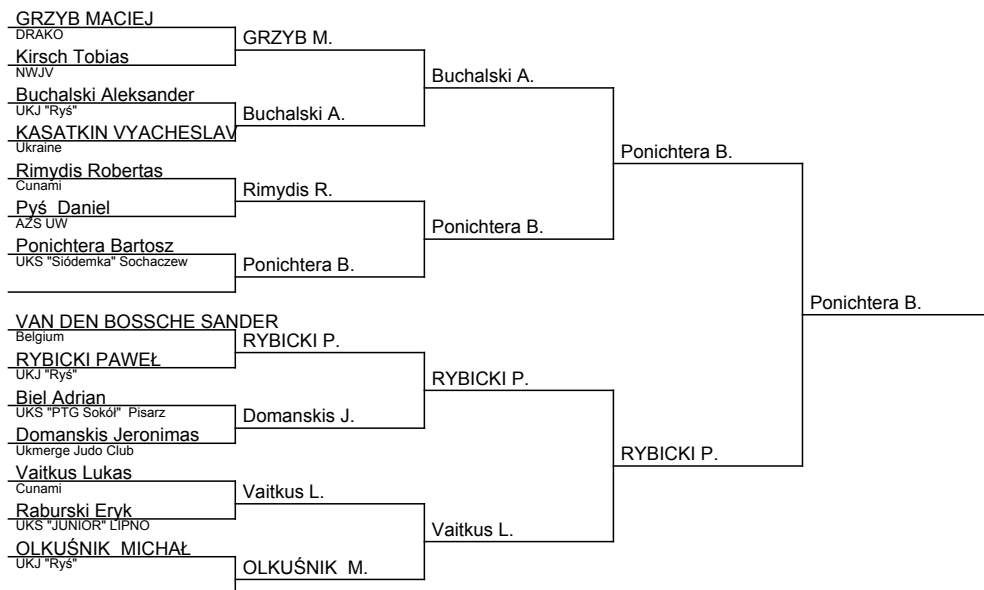 GRZYB MACIEJ
DRAKO
GRZYB M.
Kirsch Tobias
NWJV
Buchalski A.
Buchalski Aleksander
UKJ "Ryś"
Buchalski A.
KASATKIN VYACHESLAV
Ukraine
Ponichtera B.
Rimydis Robertas
Cunami
Rimydis R.
Pyś  Daniel
AZS UW
Ponichtera B.
Ponichtera Bartosz
UKS "Siódemka" Sochaczew
Ponichtera B.
Ponichtera B.
VAN DEN BOSSCHE SANDER
Belgium
RYBICKI P.
RYBICKI PAWEŁ
UKJ "Ryś"
RYBICKI P.
Biel Adrian
UKS "PTG Sokół"  Pisarz
Domanskis J.
Domanskis Jeronimas
Ukmerge Judo Club
RYBICKI P.
Vaitkus Lukas
Cunami
Vaitkus L.
Raburski Eryk
UKS "JUNIOR" LIPNO
Vaitkus L.
OLKUŚNIK  MICHAŁ
UKJ "Ryś"
OLKUŚNIK  M.